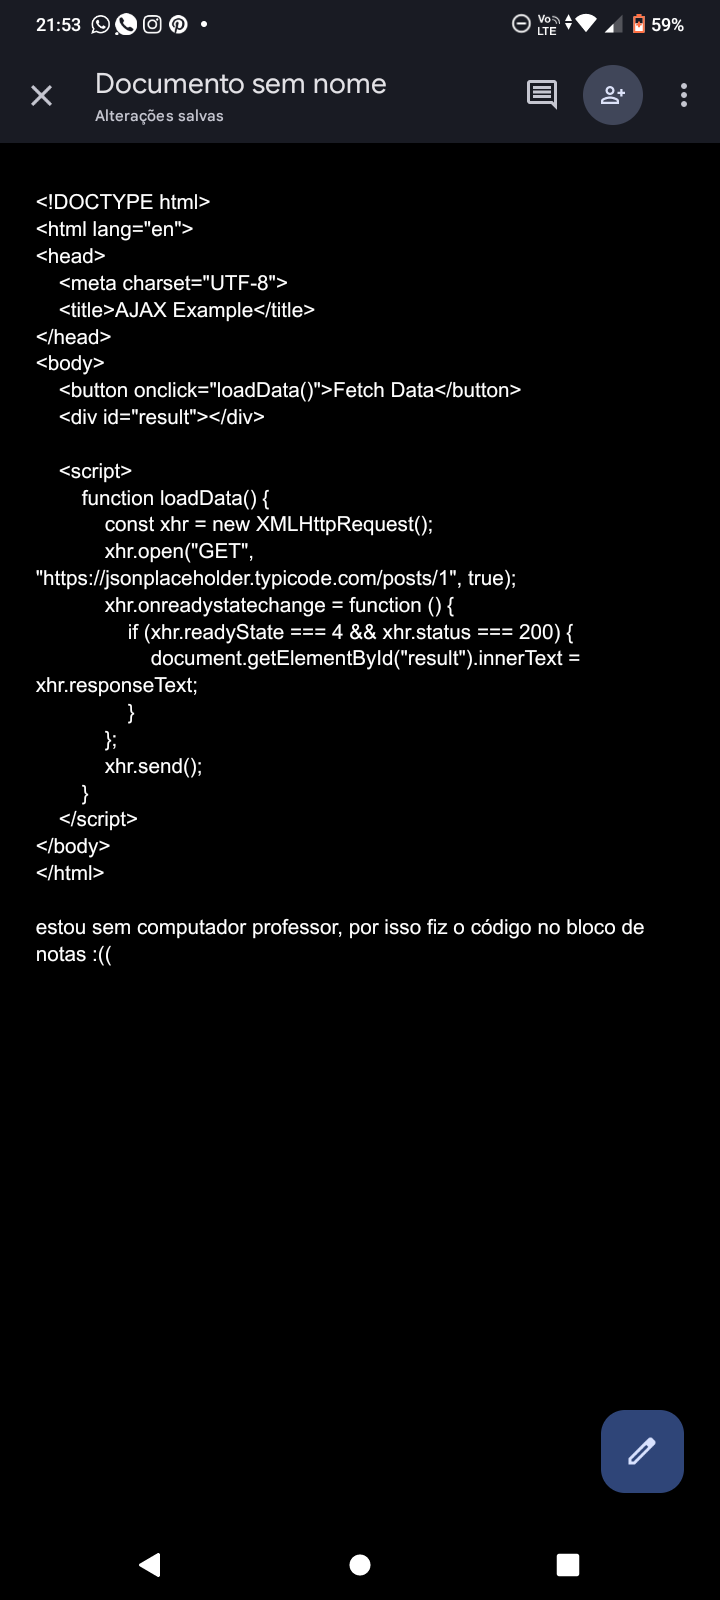 21:53
Vo
LTE
59%
Documento sem nome
Alterações salvas
<!DOCTYPE html>
<html lang="en">
<head>
    <meta charset="UTF-8">
    <title>AJAX Example</title>
</head>
<body>
    <button onclick="loadData()">Fetch Data</button>
    <div id="result"></div>

    <script>
        function loadData() {
            const xhr = new XMLHttpRequest();
            xhr.open("GET",
"https://jsonplaceholder.typicode.com/posts/1", true);
            xhr.onreadystatechange = function () {
                if (xhr.readyState === 4 && xhr.status === 200) {
                    document.getElementById("result").innerText =
xhr.responseText;
                }
            };
            xhr.send();
        }
    </script>
</body>
</html>

estou sem computador professor, por isso fiz o código no bloco de
notas :((